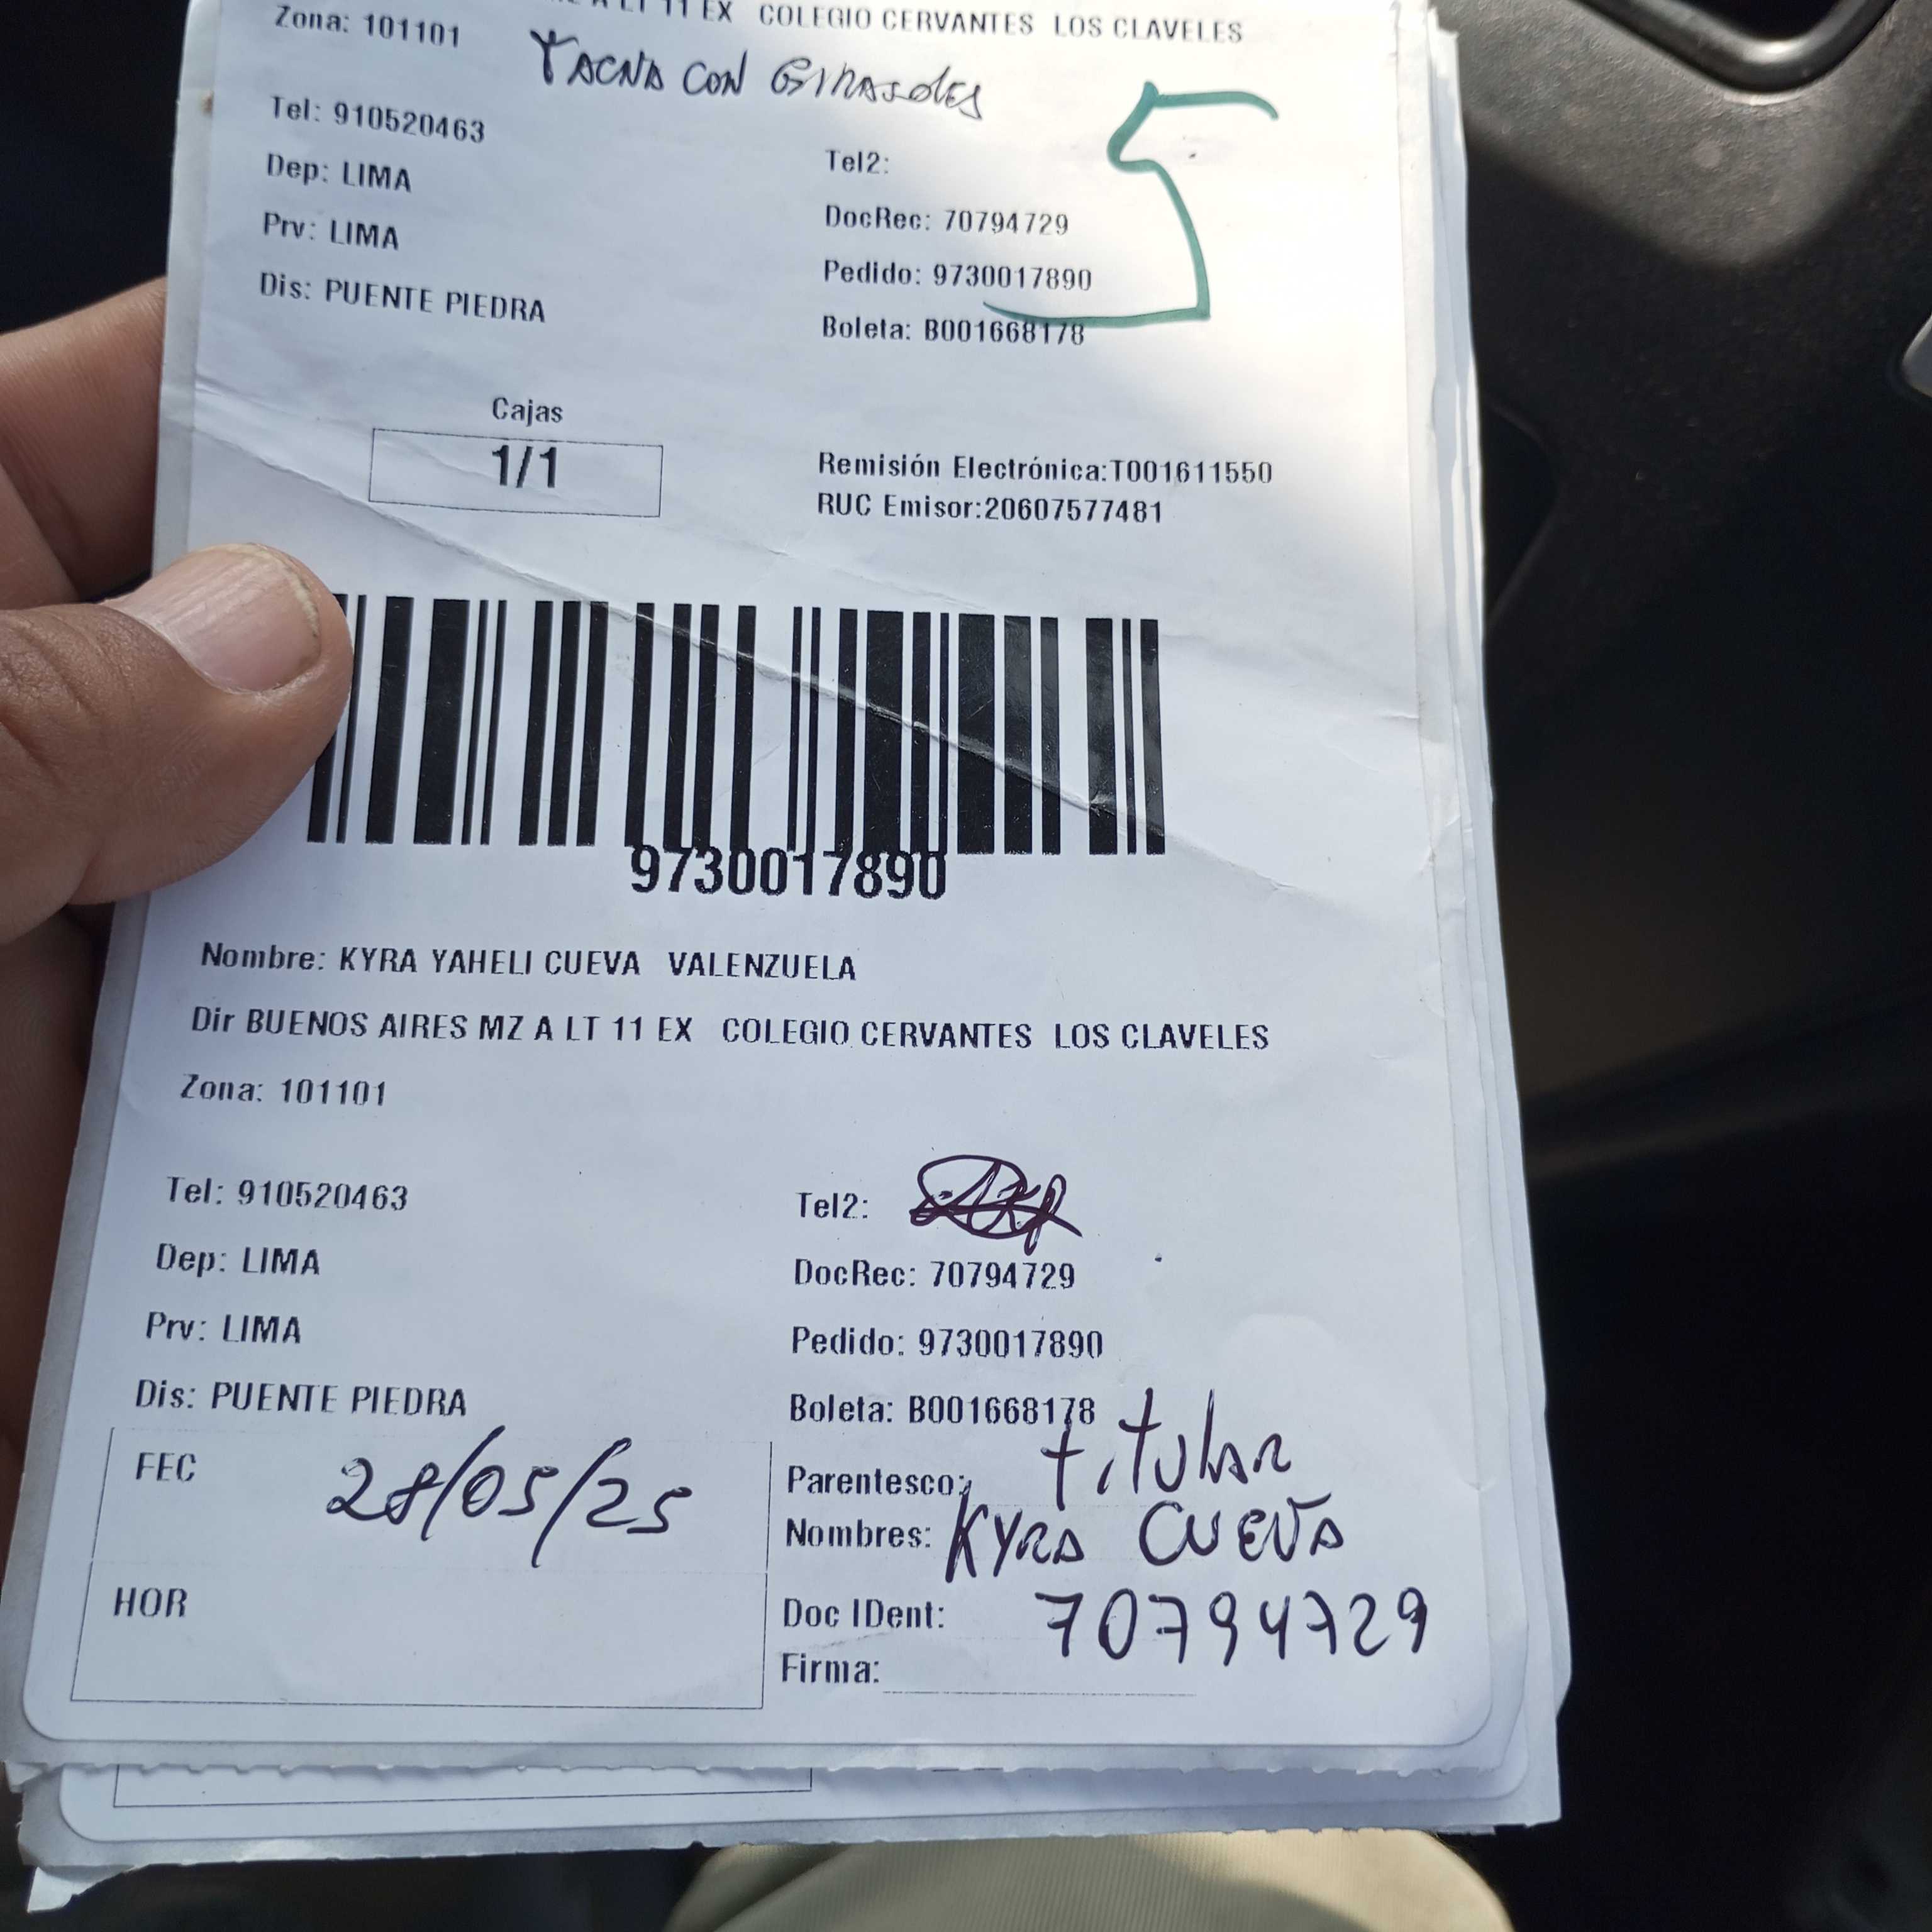 A LT 11 EX COLEGIO CERVANTES LOS CLAVELES
Zona: 101101
TACNA CON GIRASOLES
5
Tel: 910520463
Tel2:
Dep: LIMA
DocRec: 70794729
Prv: LIMA
Pedido: 9730017890
Dis: PUENTE PIEDRA
Boleta: B001668178
Cajas
1/1
Remisión Electrónica:T001611550
RUC Emisor:20607577481
9730017890
Nombre: KYRA YAHELI CUEVA VALENZUELA
Dir BUENOS AIRES MZ A LT 11 EX COLEGIO CERVANTES LOS CLAVELES
Zona: 101101
Tel: 910520463
Tel2:
Dep: LIMA
DocRec: 70794729
Prv: LIMA
Pedido: 9730017890
Dis: PUENTE PIEDRA
Boleta: B001668178
FEC 28/05/25
Parentesco: titular
Nombres: KYRA CUEVA
HOR
Doc IDent: 70794729
Firma: